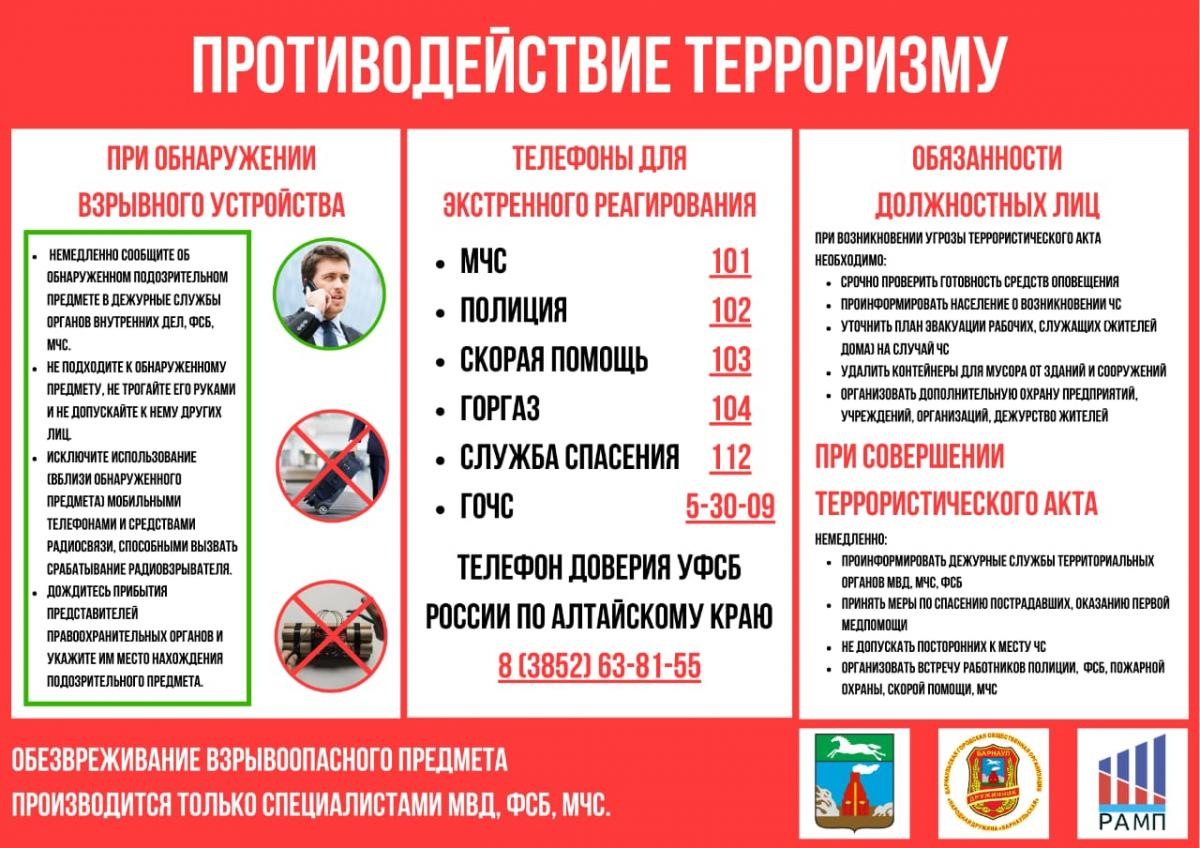 ПРОТИВОДЕЙСТВИЕ ТЕРРОРИЗМУ
ПРИ ОБНАРУЖЕНИИ
ВЗРЫВНОГО УСТРОЙСТВА
• НЕМЕДЛЕННО СООБЩИТЕ ОБ
ОБНАРУЖЕННОМ ПОДОЗРИТЕЛЬНОМ
ПРЕДМЕТЕ В ДЕЖУРНЫЕ СЛУЖБЫ
ОРГАНОВ ВНУТРЕННИХ ДЕЛ, ФСБ,
МЧС.
• НЕ ПОДХОДИТЕ К ОБНАРУЖЕННОМУ
ПРЕДМЕТУ, НЕ ТРОГАЙТЕ ЕГО РУКАМИ
И НЕ ДОПУСКАЙТЕ К НЕМУ ДРУГИХ
ЛИЦ.
• ИСКЛЮЧИТЕ ИСПОЛЬЗОВАНИЕ
(ВБЛИЗИ ОБНАРУЖЕННОГО
ПРЕДМЕТА) МОБИЛЬНЫМИ
ТЕЛЕФОНАМИ И СРЕДСТВАМИ
РАДИОСВЯЗИ, СПОСОБНЫМИ ВЫЗВАТЬ
СРАБАТЫВАНИЕ РАДИОВЗРЫВАТЕЛЯ.
• ДОЖДИТЕСЬ ПРИБЫТИЯ
ПРЕДСТАВИТЕЛЕЙ
ПРАВООХРАНИТЕЛЬНЫХ ОРГАНОВ И
УКАЖИТЕ ИМ МЕСТО НАХОЖДЕНИЯ
ПОДОЗРИТЕЛЬНОГО ПРЕДМЕТА.
ТЕЛЕФОНЫ ДЛЯ
ЭКСТРЕННОГО РЕАГИРОВАНИЯ
• МЧС 101
• ПОЛИЦИЯ 102
• СКОРАЯ ПОМОЩЬ 103
• ГОРГАЗ 104
• СЛУЖБА СПАСЕНИЯ 112
• ГОЧС 5-30-09
ТЕЛЕФОН ДОВЕРИЯ УФСБ
РОССИИ ПО АЛТАЙСКОМУ КРАЮ
8 (3852) 63-81-55
ОБЯЗАННОСТИ
ДОЛЖНОСТНЫХ ЛИЦ
ПРИ ВОЗНИКНОВЕНИИ УГРОЗЫ ТЕРРОРИСТИЧЕСКОГО АКТА
НЕОБХОДИМО:
• СРОЧНО ПРОВЕРИТЬ ГОТОВНОСТЬ СРЕДСТВ ОПОВЕЩЕНИЯ
• ПРОИНФОРМИРОВАТЬ НАСЕЛЕНИЕ О ВОЗНИКНОВЕНИИ ЧС
• УТОЧНИТЬ ПЛАН ЭВАКУАЦИИ РАБОЧИХ, СЛУЖАЩИХ (ЖИТЕЛЕЙ
ДОМА) НА СЛУЧАЙ ЧС
• УДАЛИТЬ КОНТЕЙНЕРЫ ДЛЯ МУСОРА ОТ ЗДАНИЙ И СООРУЖЕНИЙ
• ОРГАНИЗОВАТЬ ДОПОЛНИТЕЛЬНУЮ ОХРАНУ ПРЕДПРИЯТИЙ,
УЧРЕЖДЕНИЙ, ОРГАНИЗАЦИЙ, ДЕЖУРСТВО ЖИТЕЛЕЙ
ПРИ СОВЕРШЕНИИ
ТЕРРОРИСТИЧЕСКОГО АКТА
НЕМЕДЛЕННО:
• ПРОИНФОРМИРОВАТЬ ДЕЖУРНЫЕ СЛУЖБЫ ТЕРРИТОРИАЛЬНЫХ
ОРГАНОВ МВД, МЧС, ФСБ
• ПРИНЯТЬ МЕРЫ ПО СПАСЕНИЮ ПОСТРАДАВШИХ, ОКАЗАНИЮ ПЕРВОЙ
МЕДПОМОЩИ
• НЕ ДОПУСКАТЬ ПОСТОРОННИХ К МЕСТУ ЧС
• ОРГАНИЗОВАТЬ ВСТРЕЧУ РАБОТНИКОВ ПОЛИЦИИ, ФСБ, ПОЖАРНОЙ
ОХРАНЫ, СКОРОЙ ПОМОЩИ, МЧС
ОБЕЗВРЕЖИВАНИЕ ВЗРЫВООПАСНОГО ПРЕДМЕТА
ПРОИЗВОДИТСЯ ТОЛЬКО СПЕЦИАЛИСТАМИ МВД, ФСБ, МЧС.
БАРНАУЛЬСКАЯ ГОРОДСКАЯ ОБЩЕСТВЕННАЯ ОРГАНИЗАЦИЯ
БАРНАУЛ
ДРУЖИННИК
«НАРОДНАЯ ДРУЖИНА «БАРНАУЛЬСКАЯ»
РАМП